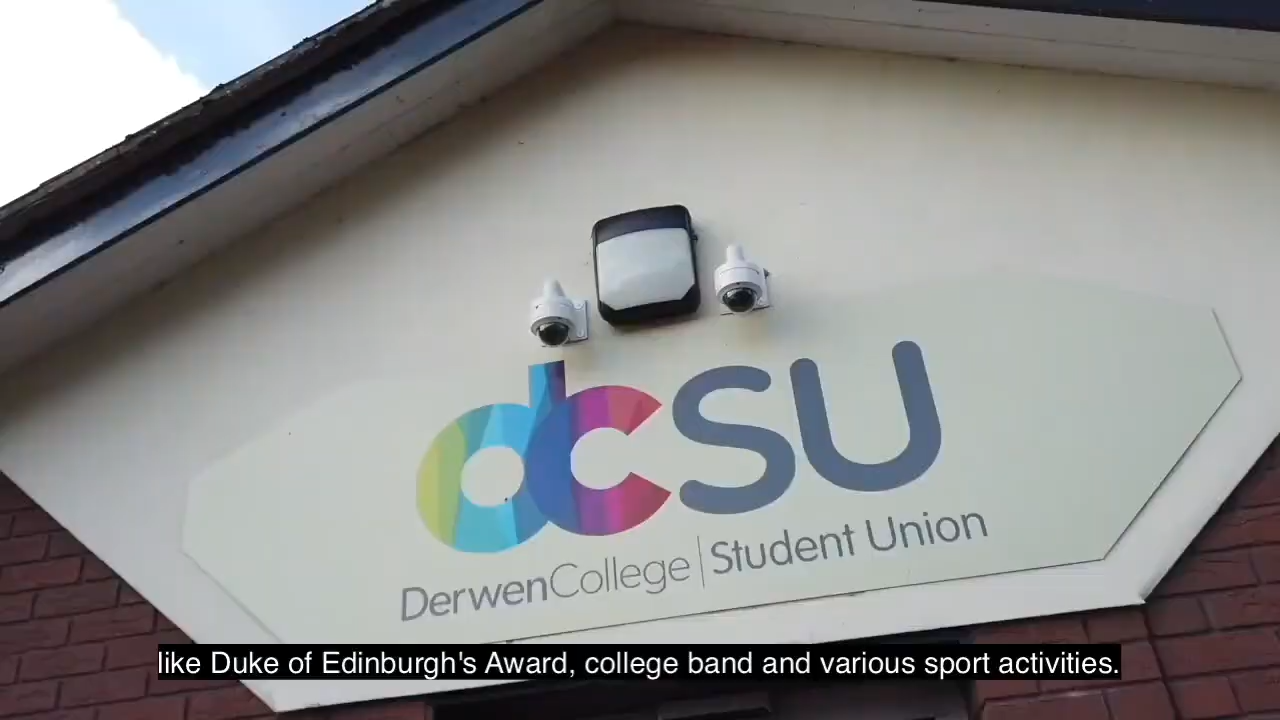 dcsu
DerwenCollege | Student Union
like Duke of Edinburgh's Award, college band and various sport activities.